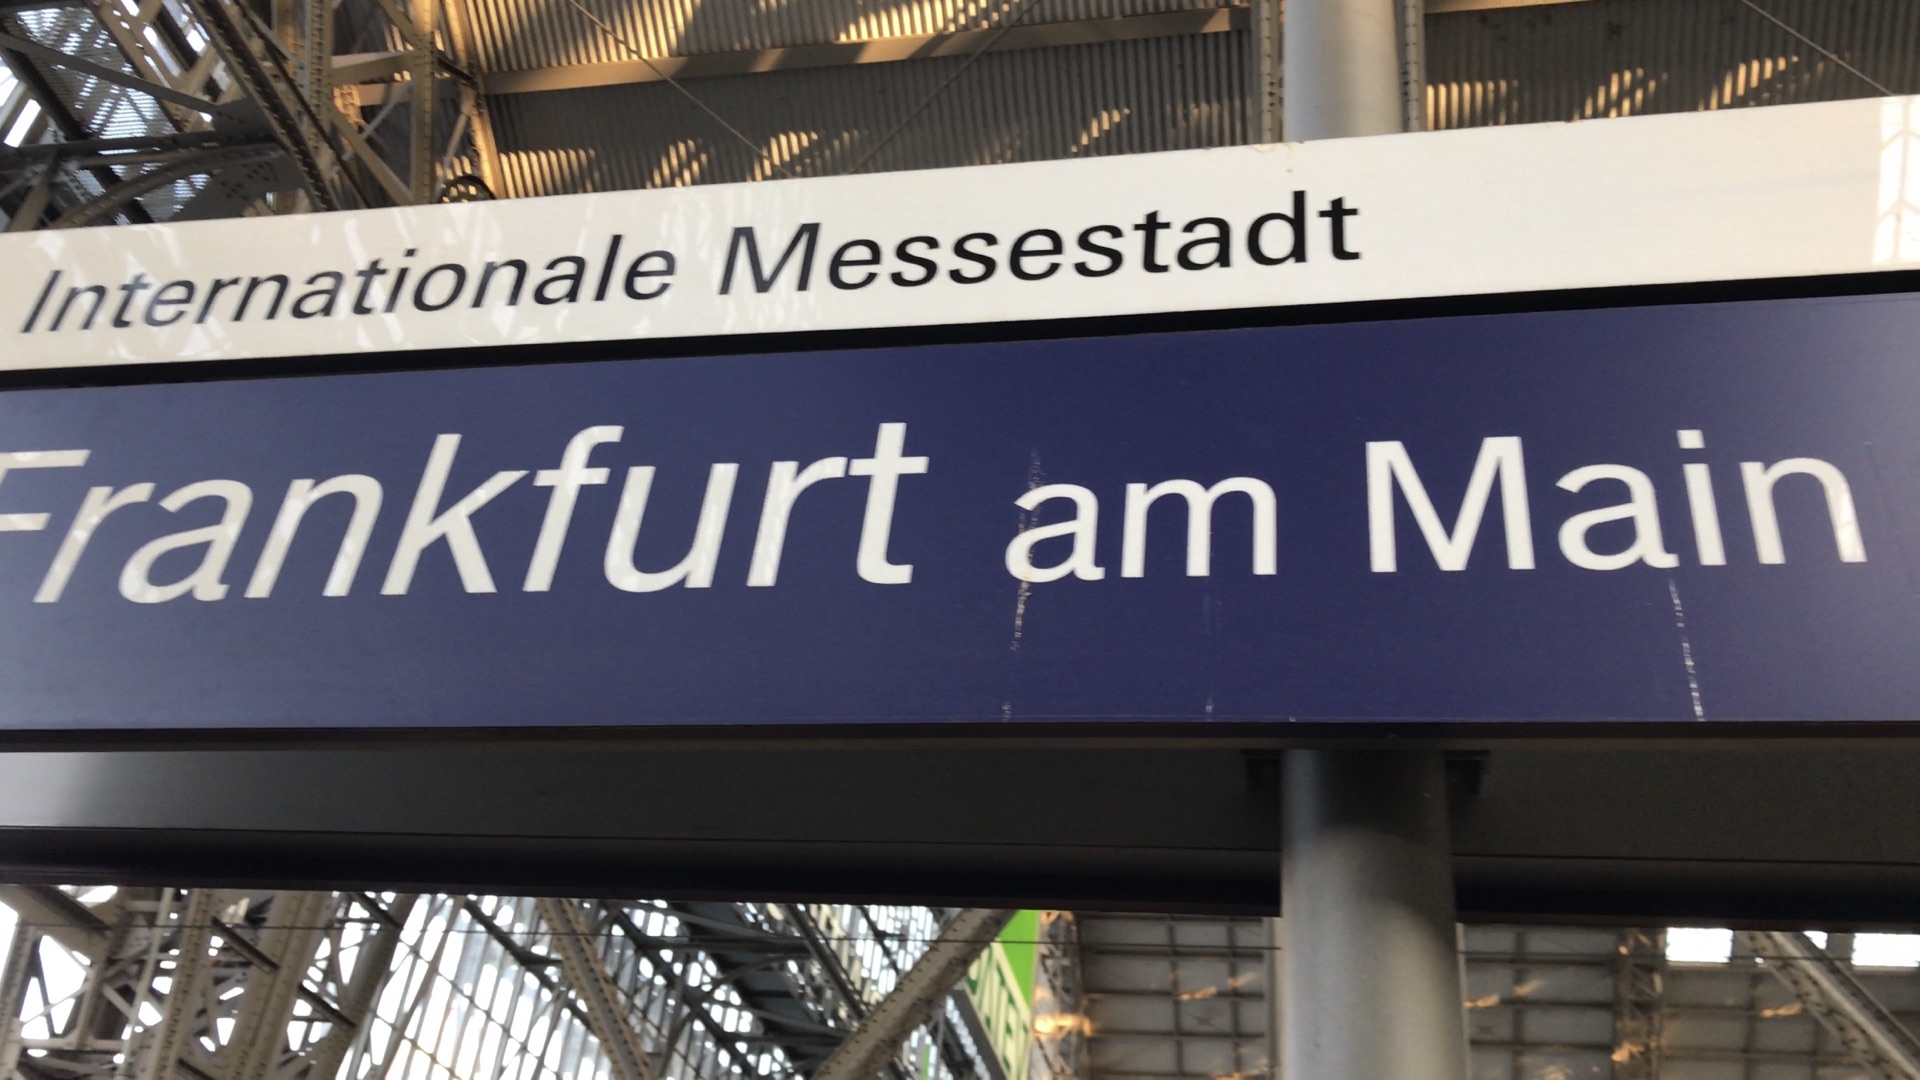 Internationale Messestadt
Frankfurt am Main